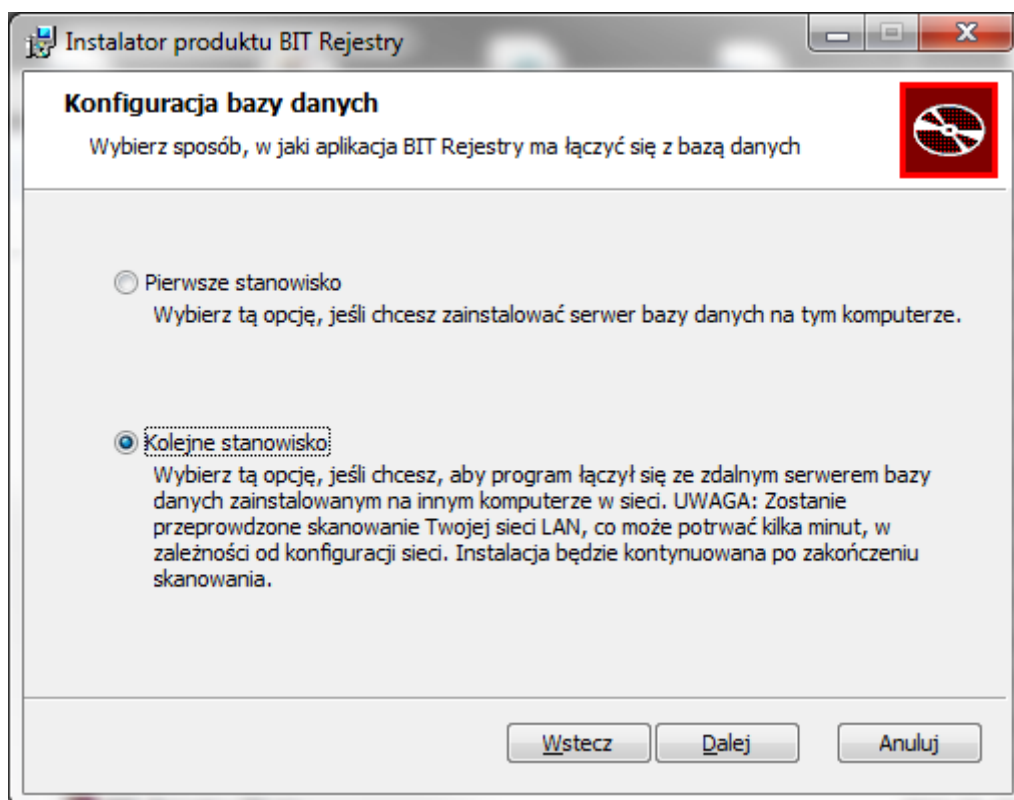 Instalator produktu BIT Rejestry
Konfiguracja bazy danych
Wybierz sposób, w jaki aplikacja BIT Rejestry ma łączyć się z bazą danych
Pierwsze stanowisko
Wybierz tą opcję, jeśli chcesz zainstalować serwer bazy danych na tym komputerze.
Kolejne stanowisko
Wybierz tą opcję, jeśli chcesz, aby program łączył się ze zdalnym serwerem bazy
danych zainstalowanym na innym komputerze w sieci. UWAGA: Zostanie
przeprowdzone skanowanie Twojej sieci LAN, co może potrwać kilka minut, w
zależności od konfiguracji sieci. Instalacja będzie kontynuowana po zakończeniu
skanowania.
Wstecz
Dalej
Anuluj